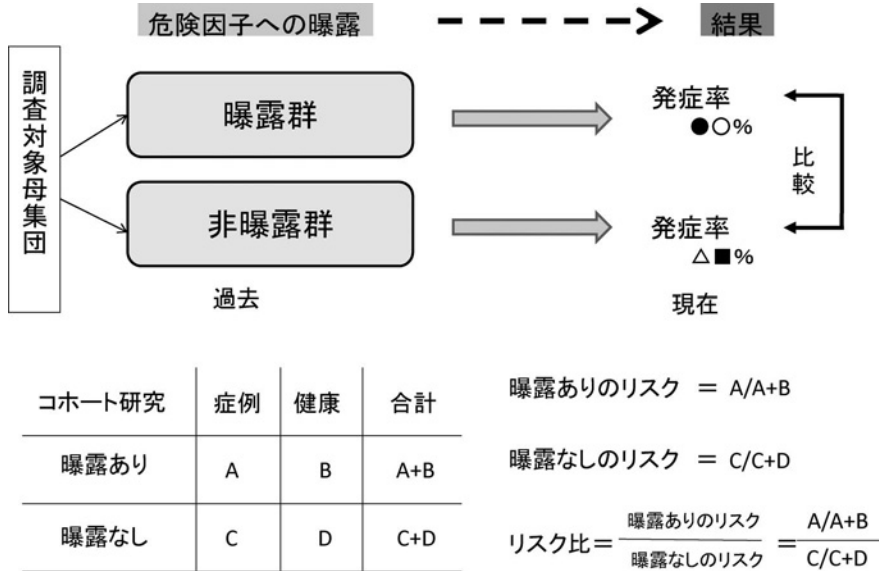 危険因子への曝露
結果
調査対象母集団
曝露群
発症率
●○%
比較
非曝露群
発症率
△■%
過去
現在
コホート研究 症例 健康 合計
曝露あり A B A+B
曝露なし C D C+D
曝露ありのリスク = A/A+B
曝露なしのリスク = C/C+D
リスク比=曝露ありのリスク/曝露なしのリスク=A/A+B/C/C+D